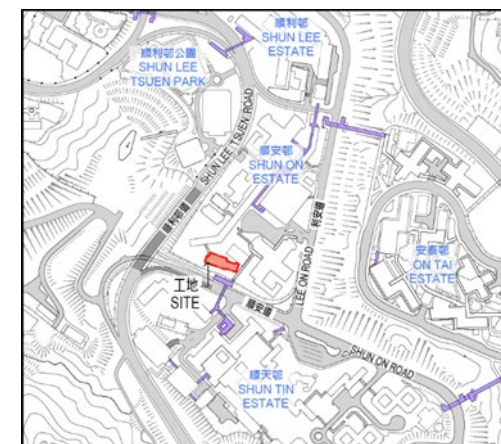 順利邨
SHUN LEE
ESTATE
順利邨公園
SHUN LEE
TSUEN PARK
SHUN LEE TSUEN ROAD
順利邨道
順安邨
SHUN ON
ESTATE
利安道
LEE ON ROAD
安泰邨
ON TAI
ESTATE
工地
SITE
順安道
SHUN ON ROAD
順天邨
SHUN TIN
ESTATE